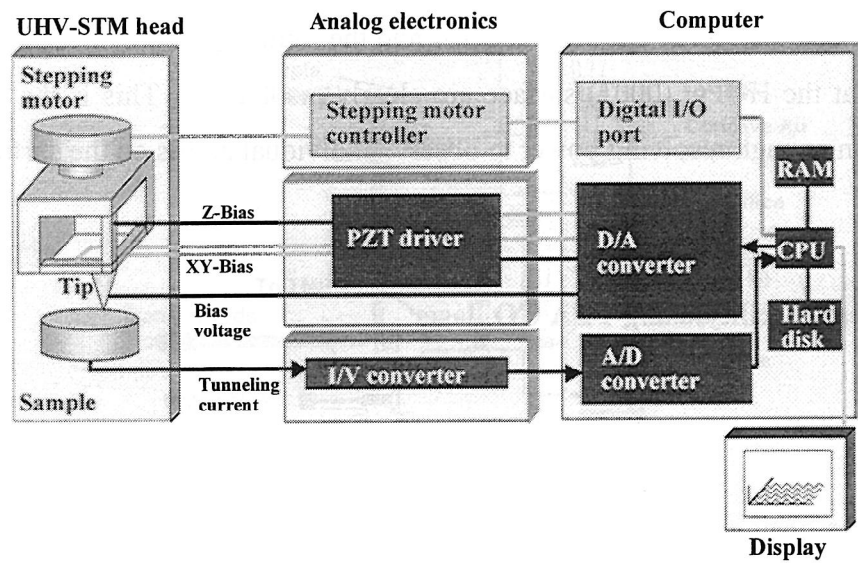 UHV-STM head
Analog electronics
Computer
Stepping
motor
Stepping motor
controller
Digital I/O
port
RAM
Z-Bias
PZT driver
D/A
converter
CPU
XY-Bias
Tip
Bias
voltage
Hard
disk
I/V converter
A/D
converter
Tunneling
current
Sample
Display